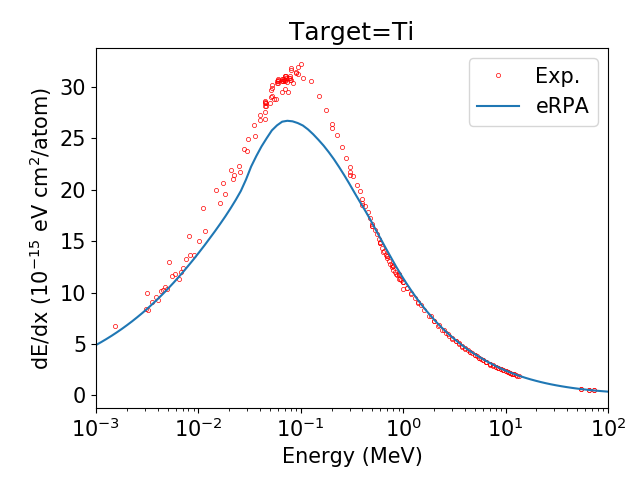 Target=Ti
Exp.
eRPA
dE/dx (10⁻¹⁵ eV cm²/atom)
30
25
20
15
10
5
0
10⁻³ 10⁻² 10⁻¹ 10⁰ 10¹ 10²
Energy (MeV)